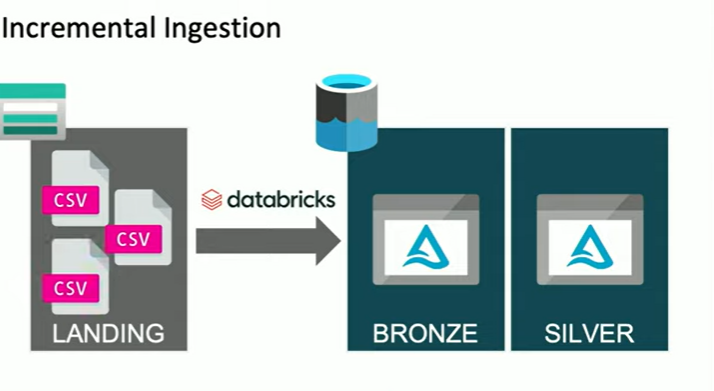 Incremental Ingestion
CSV
CSV
CSV
databricks
LANDING
BRONZE
SILVER